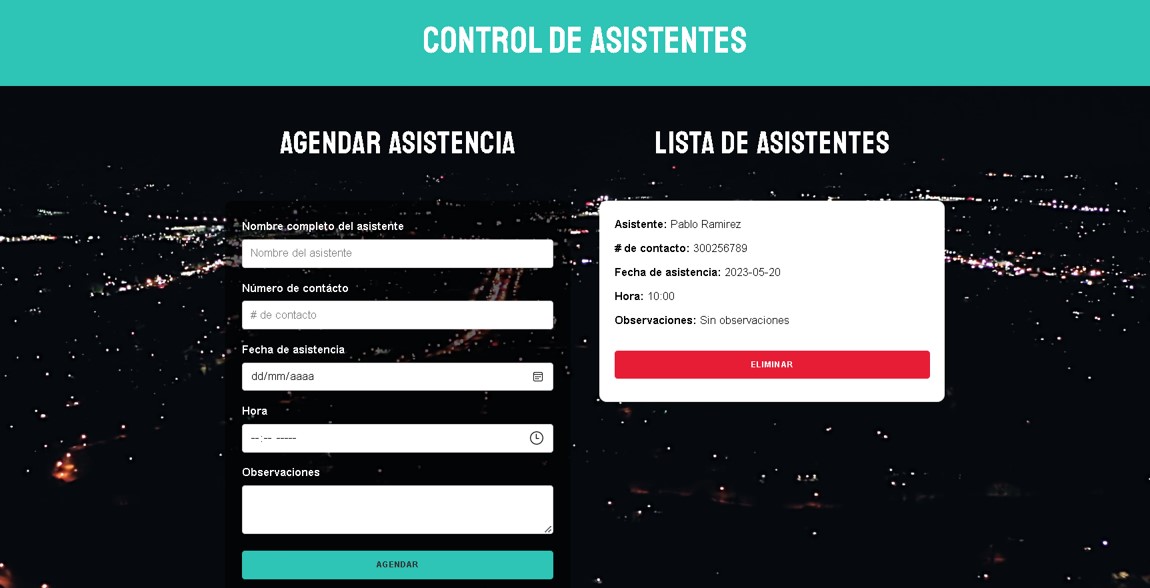 CONTROL DE ASISTENTES
AGENDAR ASISTENCIA
Nombre completo del asistente
Nombre del asistente
Número de contácto
# de contacto
Fecha de asistencia
dd/mm/aaaa
Hora
--:-- -----
Observaciones
AGENDAR
LISTA DE ASISTENTES
Asistente: Pablo Ramirez
# de contacto: 300256789
Fecha de asistencia: 2023-05-20
Hora: 10:00
Observaciones: Sin observaciones
ELIMINAR